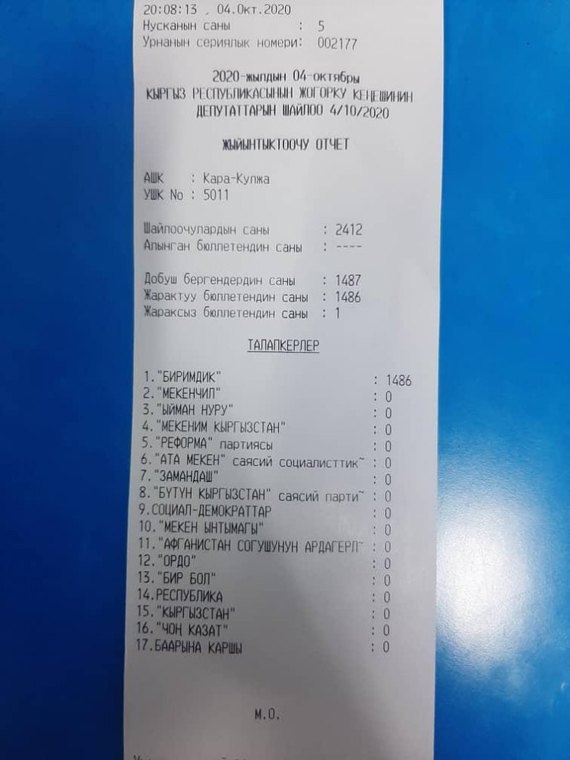 20:08:13 , 04.Окт.2020
Нусканын саны : 5
Урнанын сериялык номери: 002177
2020-жылдын 04-октябры
КЫРГЫЗ РЕСПУБЛИКАСЫНЫН ЖОГОРКУ КЕҢЕШИНИН
ДЕПУТАТТАРЫН ШАЙЛОО 4/10/2020
ЖЫЙЫНТЫКТООЧУ ОТЧЕТ
АШК : Кара-Кулжа
УШК No : 5011
Шайлоочулардын саны : 2412
Алынган бюллетендин саны : ----
Добуш бергендердин саны : 1487
Жарактуу бюллетендин саны : 1486
Жараксыз бюллетендин саны : 1
ТАЛАПКЕРЛЕР
1."БИРИМДИК" : 1486
2."МЕКЕНЧИЛ" : 0
3."ЫЙМАН НУРУ" : 0
4."МЕКЕНИМ КЫРГЫЗСТАН" : 0
5."РЕФОРМА" партиясы : 0
6."АТА МЕКЕН" саясий социалисттик~ : 0
7."ЗАМАНДАШ" : 0
8."БҮТҮН КЫРГЫЗСТАН" саясий парти~ : 0
9.СОЦИАЛ-ДЕМОКРАТТАР : 0
10."МЕКЕН ЫНТЫМАГЫ" : 0
11."АФГАНИСТАН СОГУШУНУН АРДАГЕРЛ~ : 0
12."ОРДО" : 0
13."БИР БОЛ" : 0
14.РЕСПУБЛИКА : 0
15."КЫРГЫЗСТАН" : 0
16."ЧОҢ КАЗАТ" : 0
17.БААРЫНА КАРШЫ : 0
М.О.